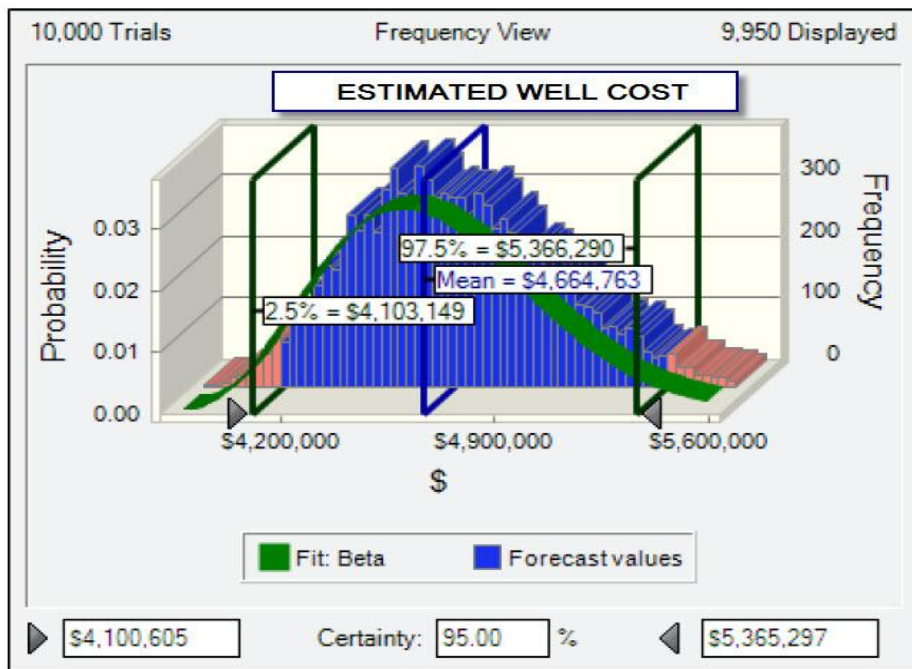 10,000 Trials Frequency View 9,950 Displayed
ESTIMATED WELL COST
Probability
0.03
0.02
0.01
0.00
300
200
100
0
Frequency
97.5% = $5,366,290
Mean = $4,664,763
2.5% = $4,103,149
$4,200,000 $4,900,000 $5,600,000
$
Fit: Beta Forecast values
$4,100,605 Certainty: 95.00 % $5,365,297